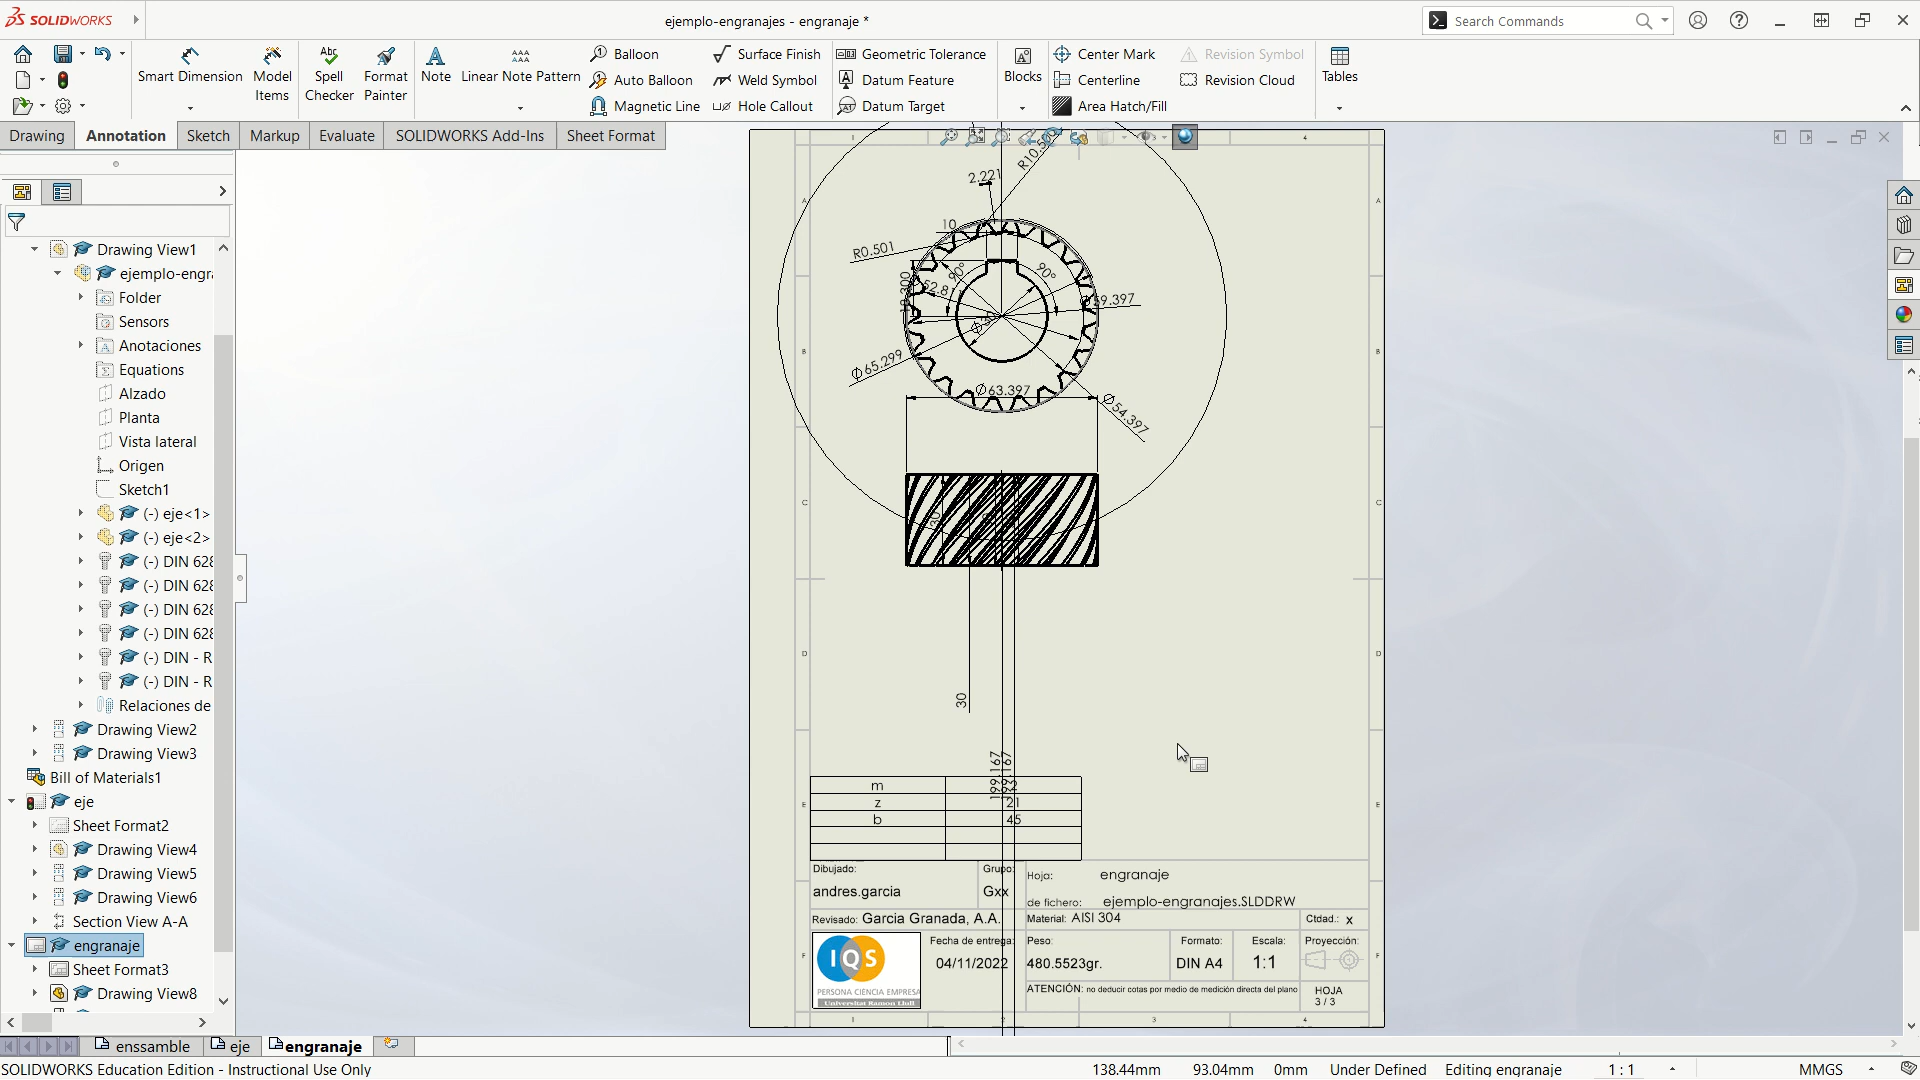 SOLIDWORKS
ejemplo-engranajes - engranaje *
Search Commands
Smart Dimension
Model Items
Spell Checker
Format Painter
Note
Linear Note Pattern
Balloon
Auto Balloon
Magnetic Line
Surface Finish
Weld Symbol
Hole Callout
Geometric Tolerance
Datum Feature
Datum Target
Blocks
Center Mark
Centerline
Area Hatch/Fill
Revision Symbol
Revision Cloud
Tables
Drawing
Annotation
Sketch
Markup
Evaluate
SOLIDWORKS Add-Ins
Sheet Format
Drawing View1
ejemplo-engra
Folder
Sensors
Anotaciones
Equations
Alzado
Planta
Vista lateral
Origen
Sketch1
(-) eje<1>
(-) eje<2>
(-) DIN 628
(-) DIN 628
(-) DIN 628
(-) DIN 628
(-) DIN - R
(-) DIN - R
Relaciones de
Drawing View2
Drawing View3
Bill of Materials1
eje
Sheet Format2
Drawing View4
Drawing View5
Drawing View6
Section View A-A
engranaje
Sheet Format3
Drawing View8
2.221
10
R0.501
90°
90°
Ø59.397
Ø65.299
Ø63.397
Ø54.397
30
199.167
199.167
m
z 21
b 45
Dibujado:
andres.garcia
Grupo:
Gxx
Hoja: engranaje
de fichero: ejemplo-engranajes.SLDDRW
Revisado: Garcia Granada, A.A.
Material: AISI 304
Ctdad.: x
IQS
PERSONA CIENCIA EMPRESA
Universitat Ramon Llull
Fecha de entrega:
04/11/2022
Peso:
480.5523gr.
Formato:
DIN A4
Escala:
1:1
Proyección:
ATENCIÓN: no deducir cotas por medio de medición directa del plano
HOJA
3 / 3
enssamble
eje
engranaje
SOLIDWORKS Education Edition - Instructional Use Only
138.44mm
93.04mm
0mm
Under Defined
Editing engranaje
1 : 1
MMGS